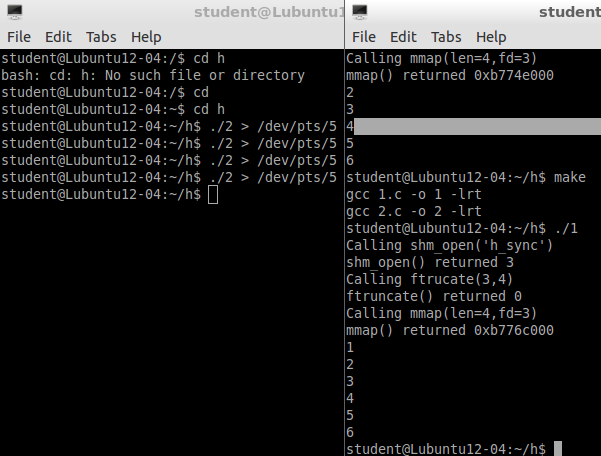 student@Lubuntu1
File Edit Tabs Help
student@Lubuntu12-04:/$ cd h
bash: cd: h: No such file or directory
student@Lubuntu12-04:/$ cd
student@Lubuntu12-04:~$ cd h
student@Lubuntu12-04:~/h$ ./2 > /dev/pts/5
student@Lubuntu12-04:~/h$ ./2 > /dev/pts/5
student@Lubuntu12-04:~/h$ ./2 > /dev/pts/5
student@Lubuntu12-04:~/h$ ./2 > /dev/pts/5
student@Lubuntu12-04:~/h$
student
File Edit Tabs Help
Calling mmap(len=4,fd=3)
mmap() returned 0xb774e000
2
3
4
5
6
student@Lubuntu12-04:~/h$ make
gcc 1.c -o 1 -lrt
gcc 2.c -o 2 -lrt
student@Lubuntu12-04:~/h$ ./1
Calling shm_open('h_sync')
shm_open() returned 3
Calling ftrucate(3,4)
ftruncate() returned 0
Calling mmap(len=4,fd=3)
mmap() returned 0xb776c000
1
2
3
4
5
6
student@Lubuntu12-04:~/h$